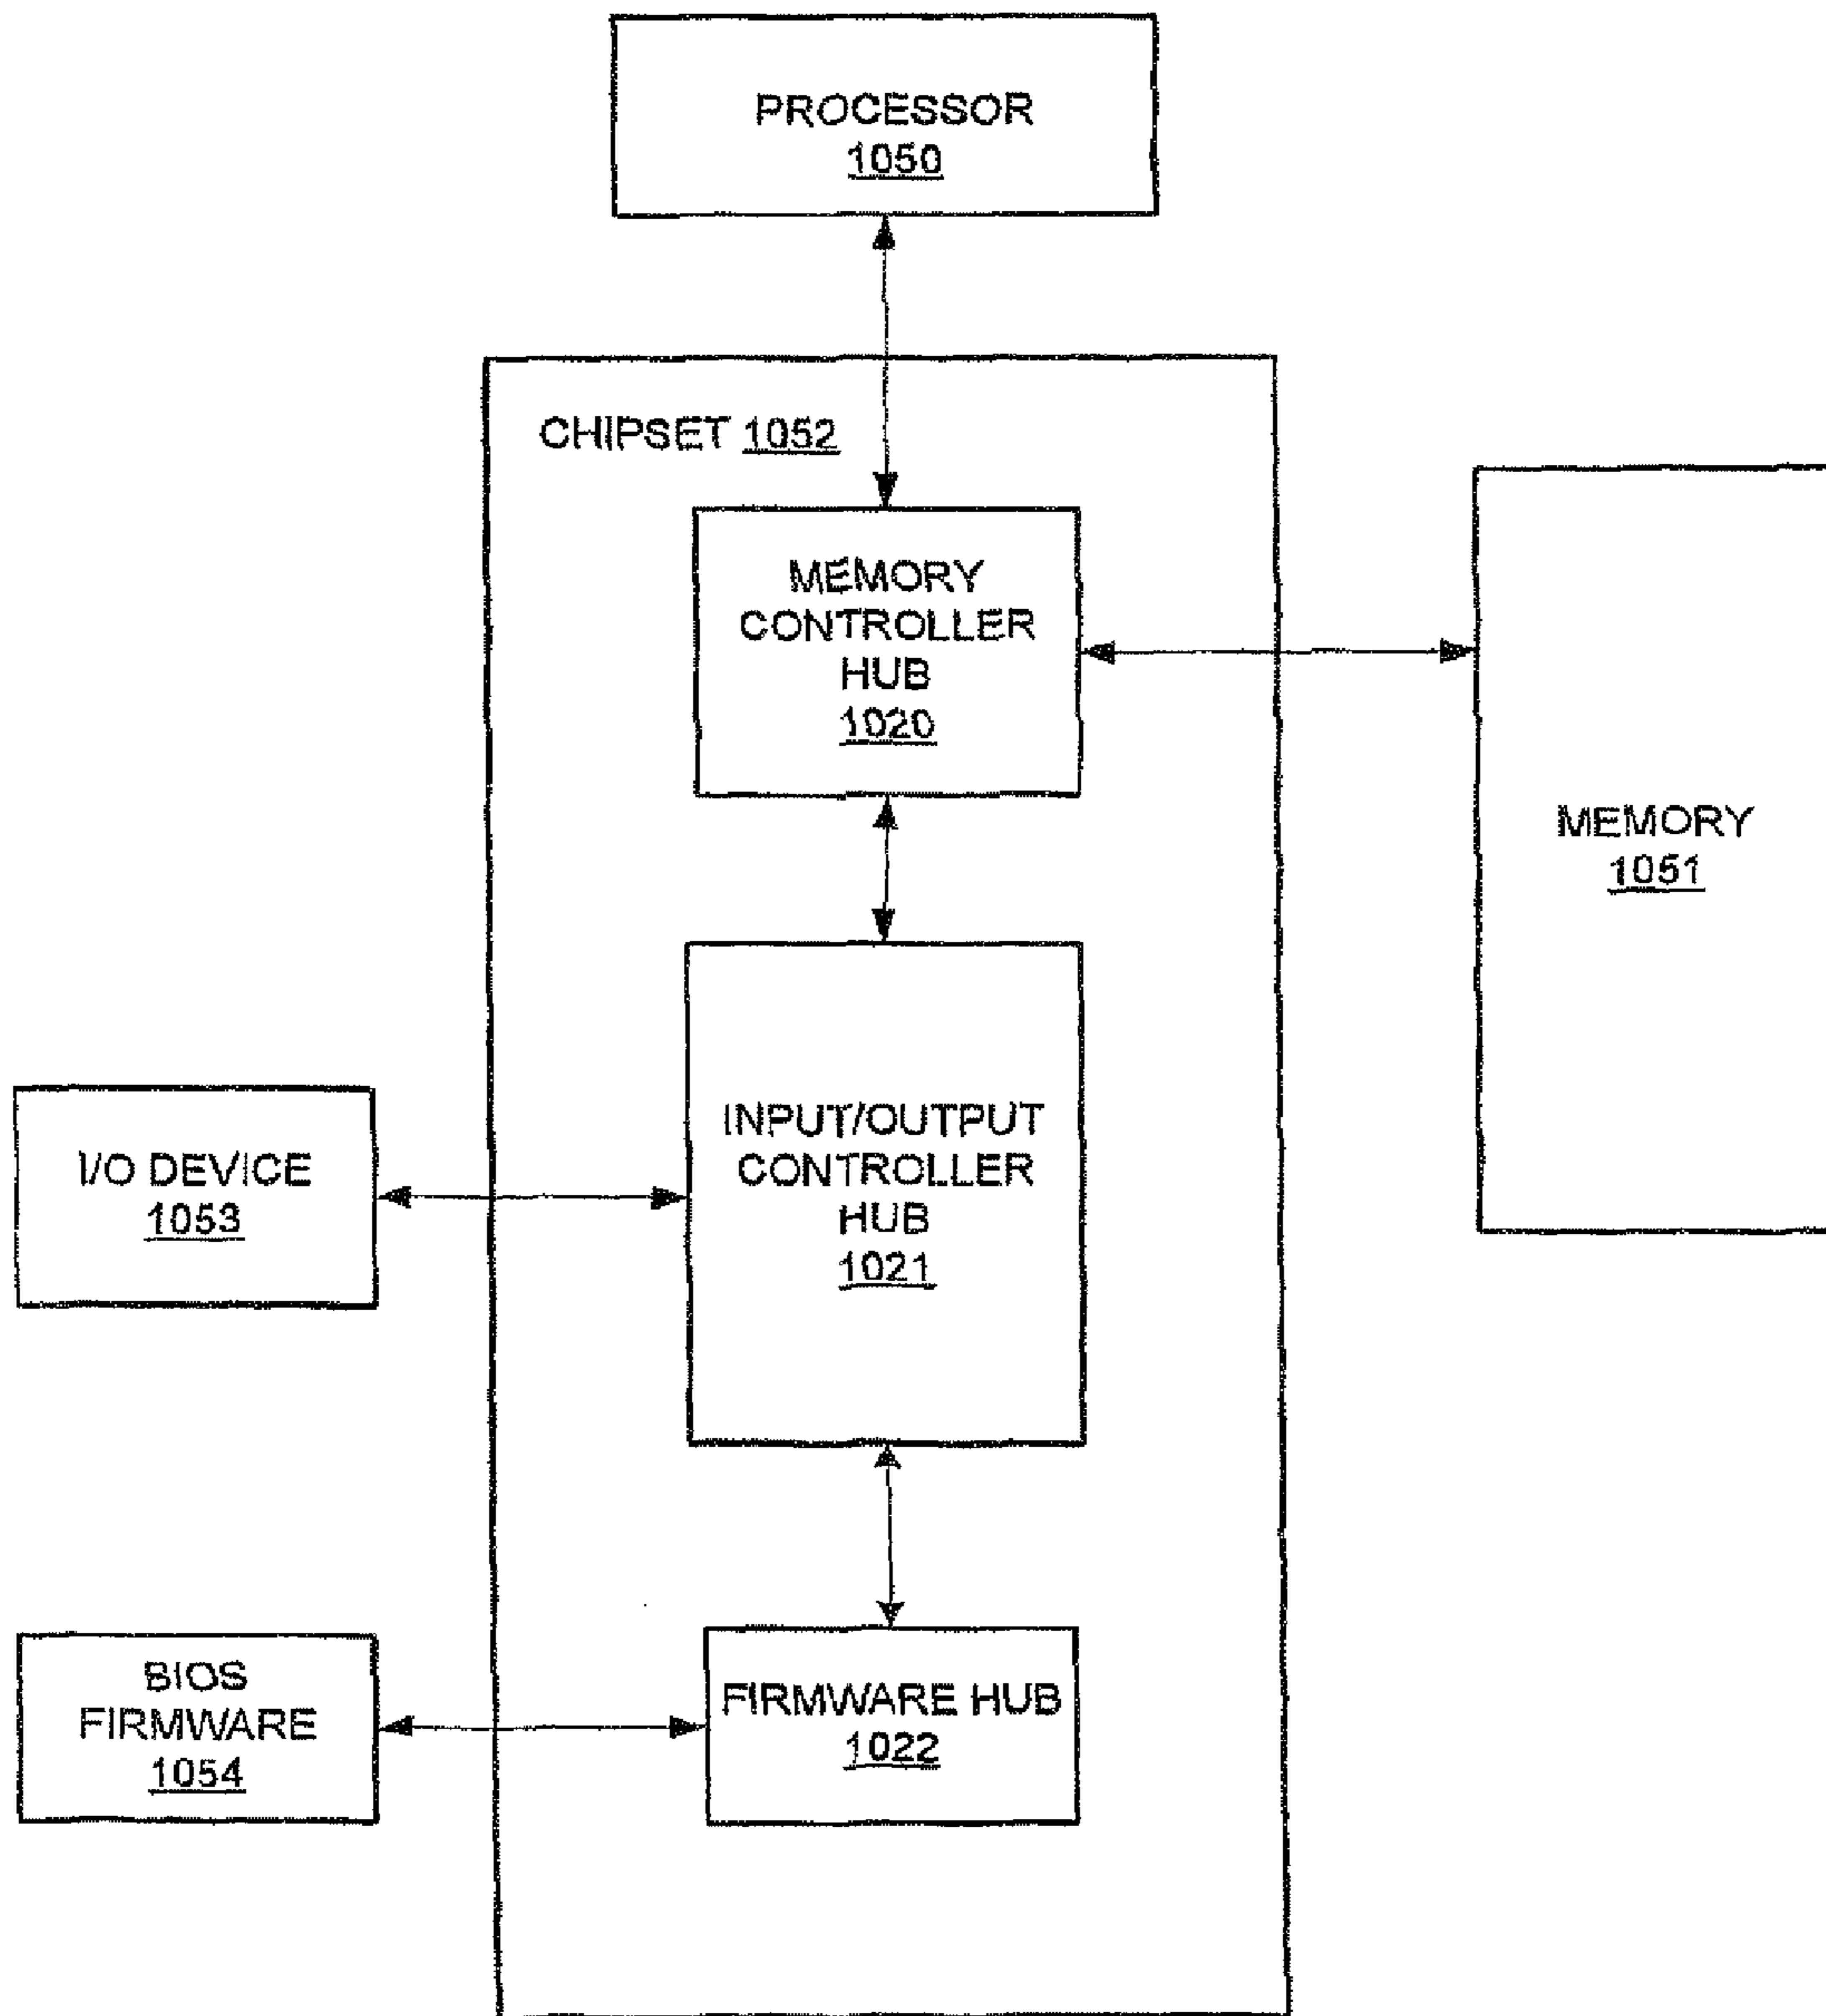 PROCESSOR
1050
CHIPSET 1052
MEMORY
CONTROLLER
HUB
1020
MEMORY
1051
INPUT/OUTPUT
CONTROLLER
HUB
1021
I/O DEVICE
1053
BIOS
FIRMWARE
1054
FIRMWARE HUB
1022